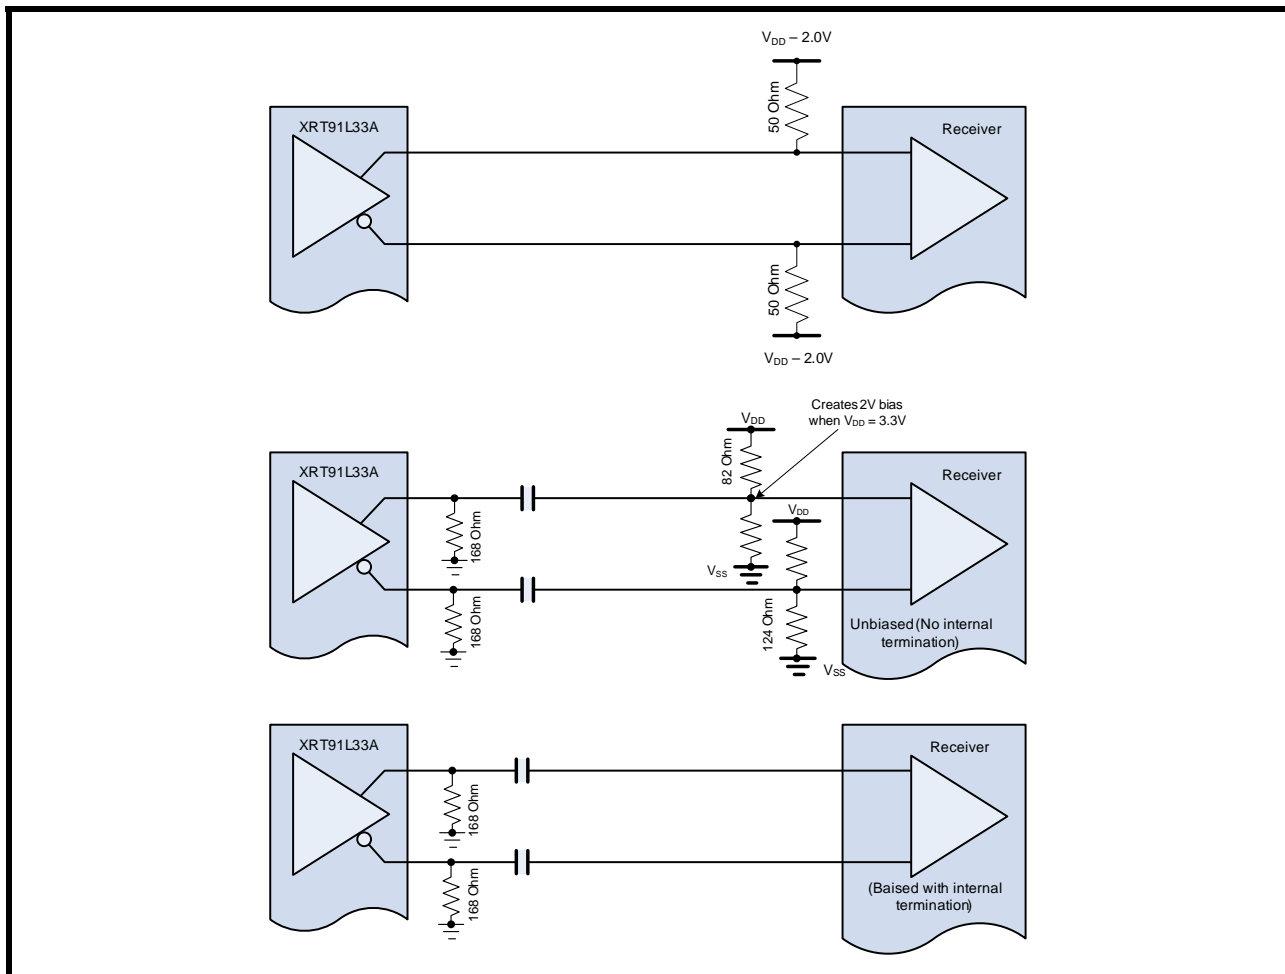 V_DD – 2.0V
50 Ohm
XRT91L33A
Receiver
50 Ohm
V_DD – 2.0V
Creates 2V bias
when V_DD = 3.3V
V_DD
82 Ohm
XRT91L33A
Receiver
V_DD
168 Ohm
V_SS
168 Ohm
124 Ohm
Unbiased (No internal
termination)
V_SS
XRT91L33A
Receiver
168 Ohm
168 Ohm
(Baised with internal
termination)